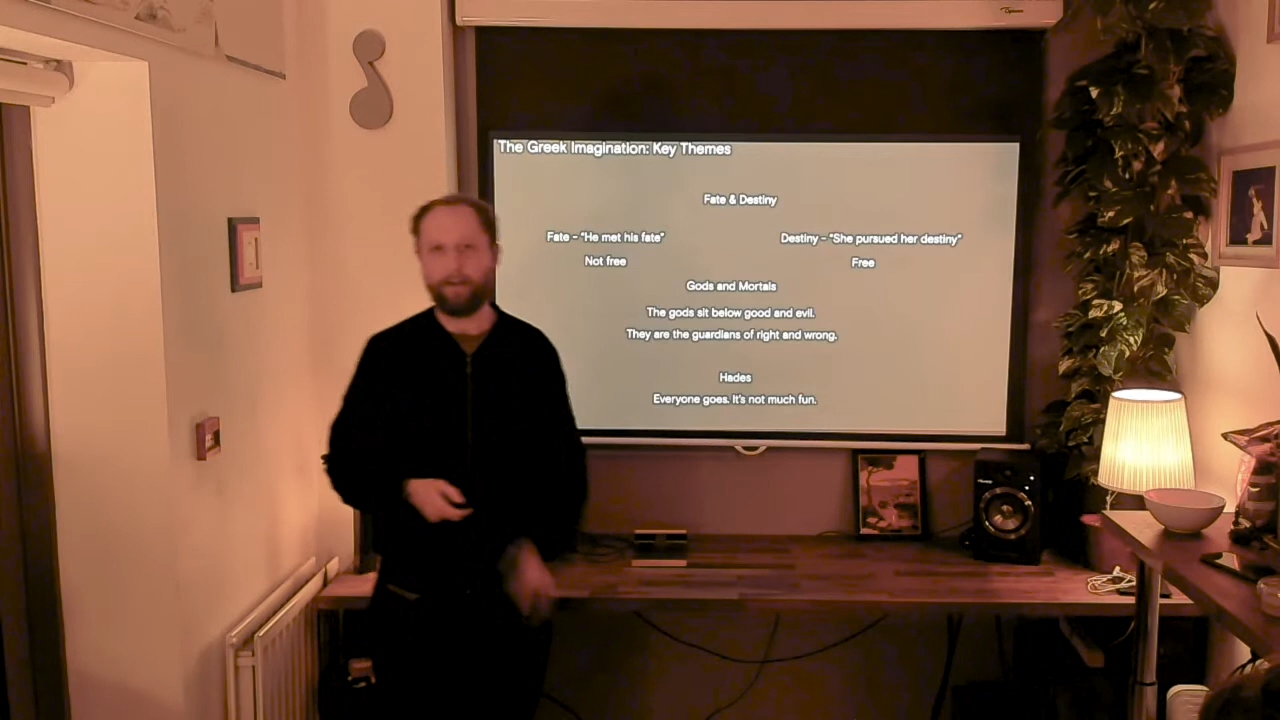 The Greek Imagination: Key Themes
Fate & Destiny
Fate - "He met his fate"
Destiny - "She pursued her destiny"
Not free
Free
Gods and Mortals
The gods sit below good and evil.
They are the guardians of right and wrong.
Hades
Everyone goes. It's not much fun.